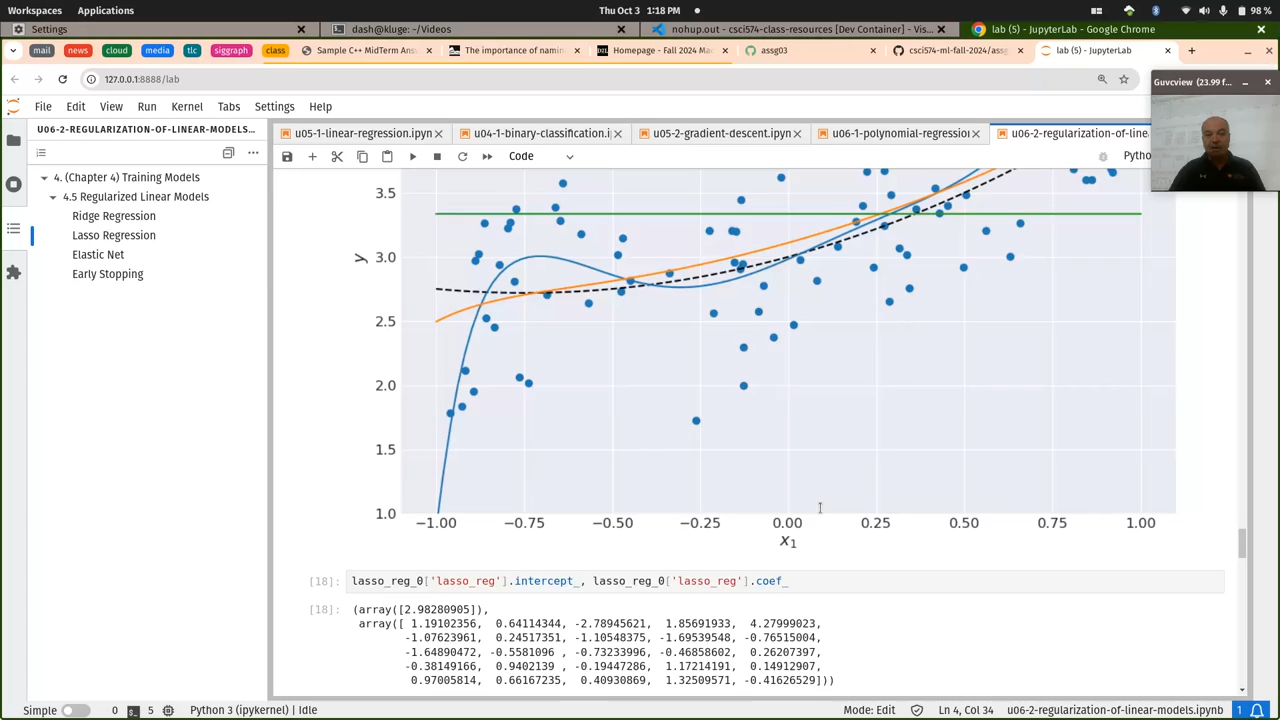 Workspaces Applications Thu Oct 3 1:18 PM 98 %
Settings dash@kluge: ~/Videos nohup.out - csci574-class-resources [Dev Container] - Vis... lab (5) - JupyterLab - Google Chrome
mail news cloud media tlc siggraph class Sample C++ MidTerm Ans The importance of namin Homepage - Fall 2024 Ma assg03 csci574-ml-fall-2024/assg lab (5) - JupyterLab
127.0.0.1:8888/lab
Guvcview (23.99 f...
File Edit View Run Kernel Tabs Settings Help
U06-2-REGULARIZATION-OF-LINEAR-MODELS...
u05-1-linear-regression.ipyn u04-1-binary-classification.i u05-2-gradient-descent.ipyn u06-1-polynomial-regressio u06-2-regularization-of-line
Code Pytho
4. (Chapter 4) Training Models
4.5 Regularized Linear Models
Ridge Regression
Lasso Regression
Elastic Net
Early Stopping
3.5
3.0
2.5
2.0
1.5
1.0
y
−1.00 −0.75 −0.50 −0.25 0.00 0.25 0.50 0.75 1.00
x1
[18]: lasso_reg_0['lasso_reg'].intercept_, lasso_reg_0['lasso_reg'].coef_
[18]: (array([2.98280905]),
array([ 1.19102356, 0.64114344, -2.78945621, 1.85691933, 4.27999023,
-1.07623961, 0.24517351, -1.10548375, -1.69539548, -0.76515004,
-1.64890472, -0.5581096 , -0.73233996, -0.46858602, 0.26207397,
-0.38149166, 0.9402139 , -0.19447286, 1.17214191, 0.14912907,
0.97005814, 0.66167235, 0.40930869, 1.32509571, -0.41626529]))
Simple 0 5 Python 3 (ipykernel) | Idle Mode: Edit Ln 4, Col 34 u06-2-regularization-of-linear-models.ipynb 1